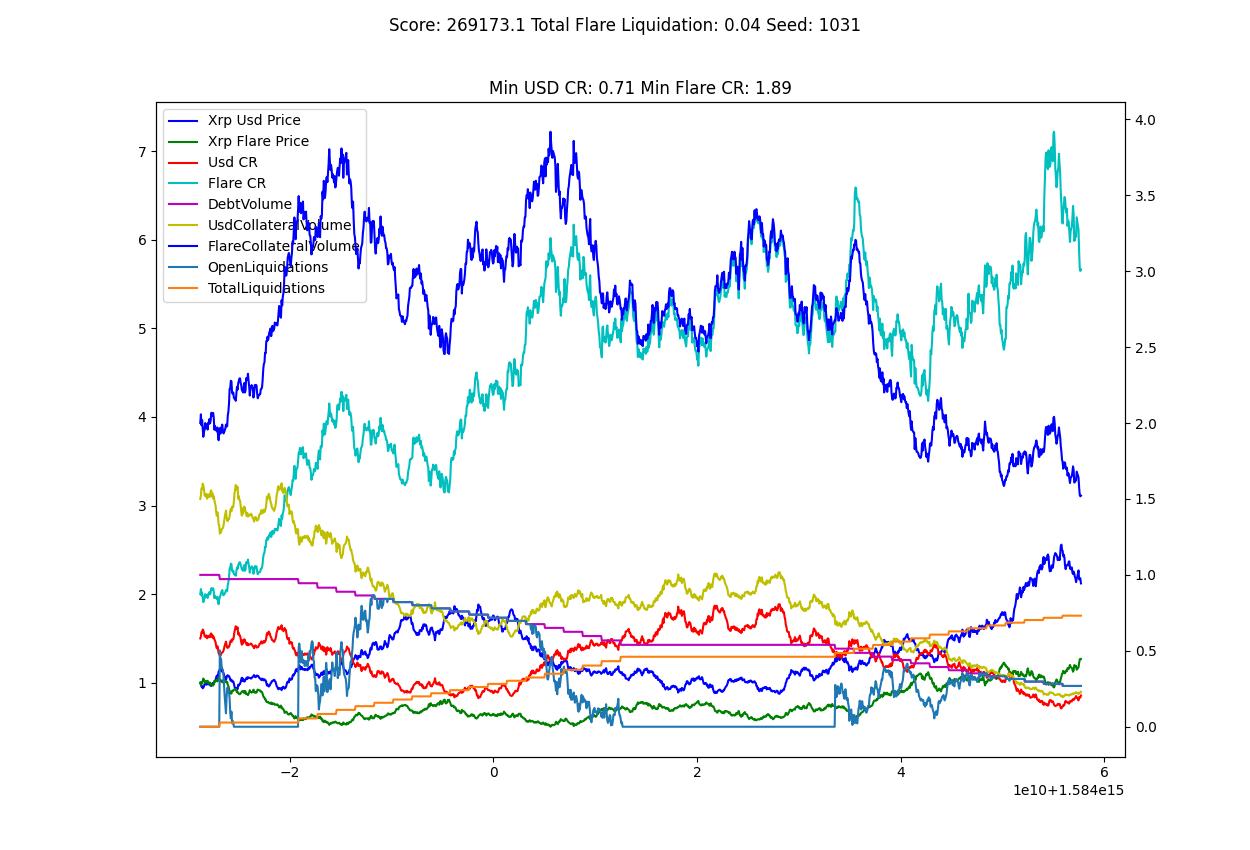 Score: 269173.1 Total Flare Liquidation: 0.04 Seed: 1031
Min USD CR: 0.71 Min Flare CR: 1.89
Xrp Usd Price
Xrp Flare Price
Usd CR
Flare CR
DebtVolume
UsdCollateralVolume
FlareCollateralVolume
OpenLiquidations
TotalLiquidations
7
6
5
4
3
2
1
4.0
3.5
3.0
2.5
2.0
1.5
1.0
0.5
0.0
−2 0 2 4 6
1e10+1.584e15